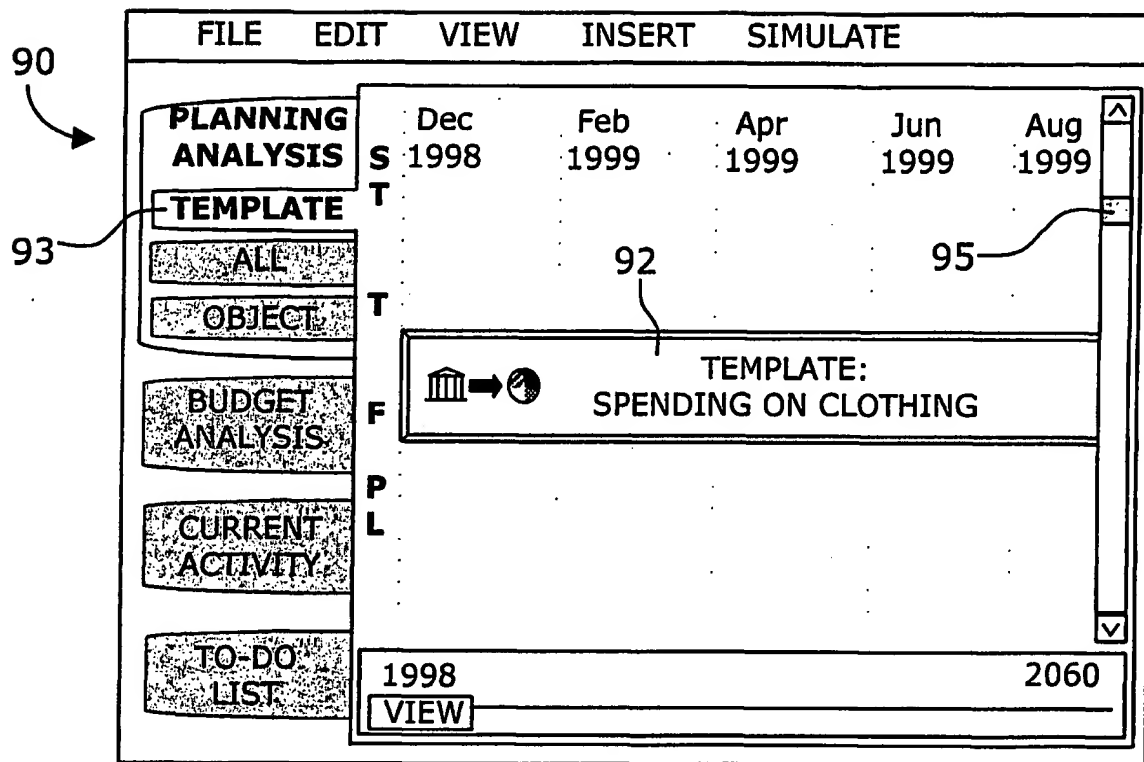 FILE EDIT VIEW INSERT SIMULATE
90
PLANNING
ANALYSIS
TEMPLATE
93
ALL
OBJECT
BUDGET
ANALYSIS
CURRENT
ACTIVITY
TO-DO
LIST
S
T
T
F
P
L
Dec Feb Apr Jun Aug
1998 1999 1999 1999 1999
92
95
TEMPLATE:
SPENDING ON CLOTHING
1998 2060
VIEW